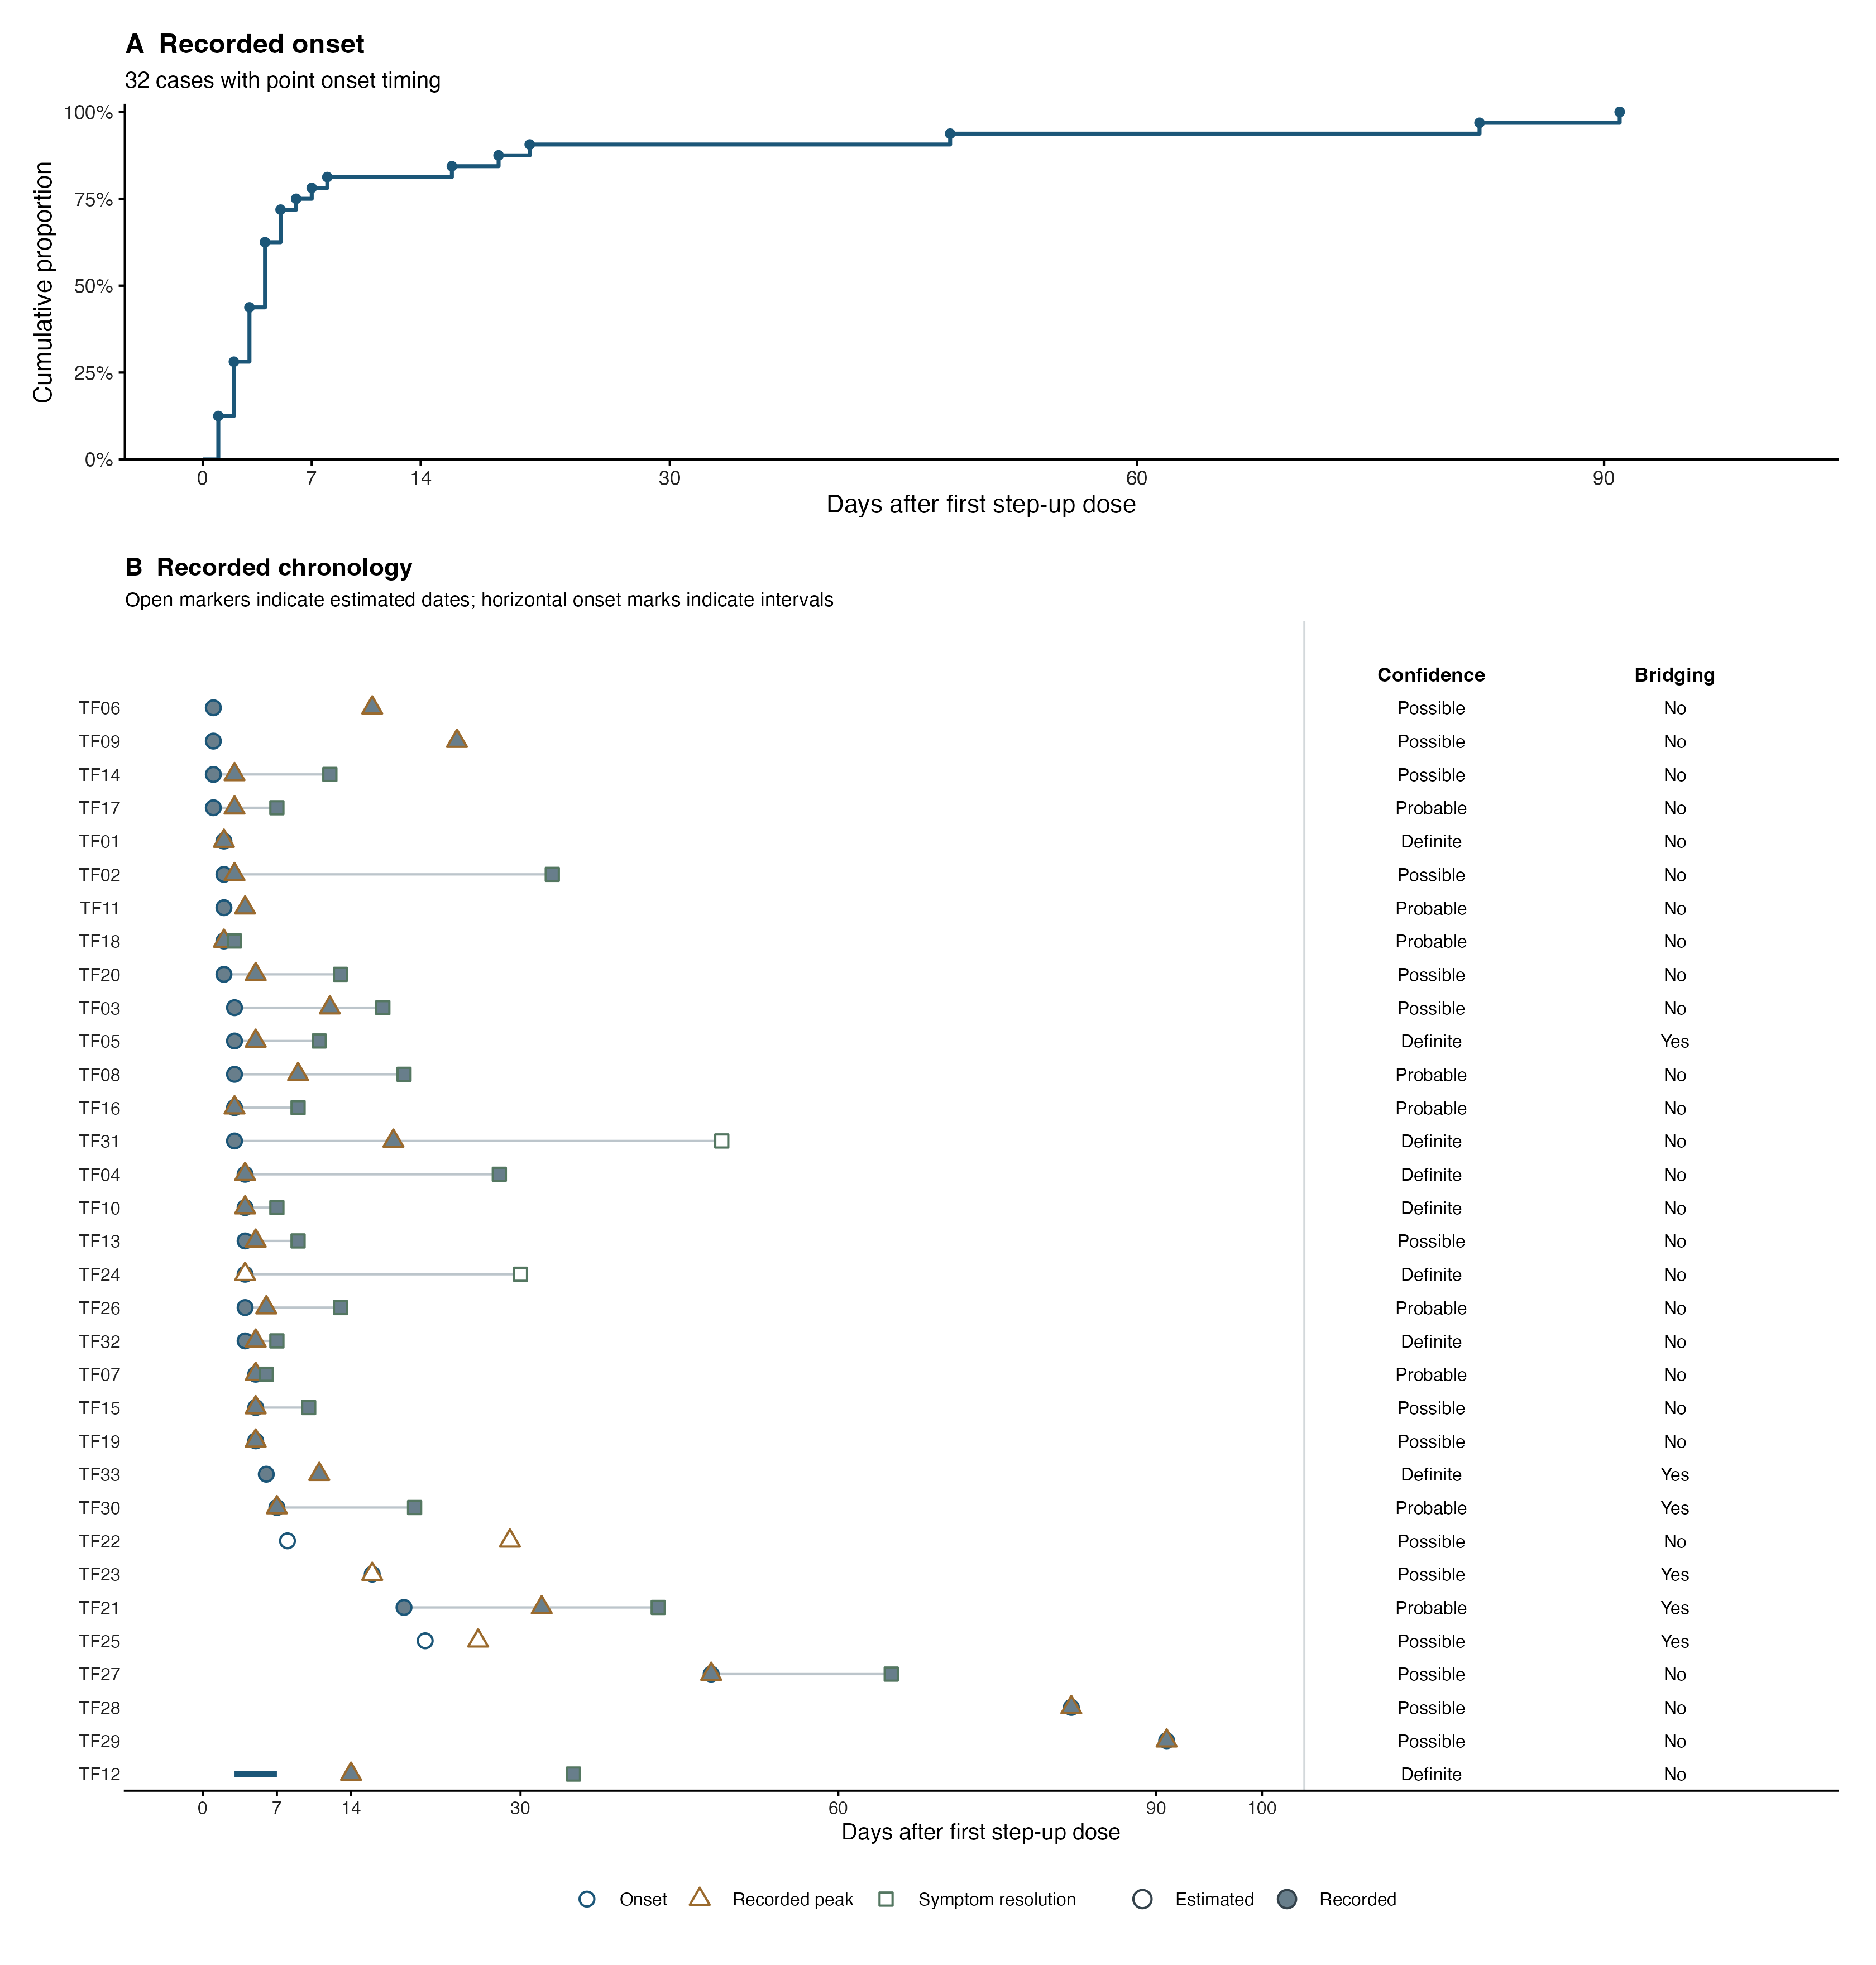 A Recorded onset
32 cases with point onset timing
Cumulative proportion
100%
75%
50%
25%
0%
0 7 14 30 60 90
Days after first step-up dose
B Recorded chronology
Open markers indicate estimated dates; horizontal onset marks indicate intervals
Confidence Bridging
TF06 Possible No
TF09 Possible No
TF14 Possible No
TF17 Probable No
TF01 Definite No
TF02 Possible No
TF11 Probable No
TF18 Probable No
TF20 Possible No
TF03 Possible No
TF05 Definite Yes
TF08 Probable No
TF16 Probable No
TF31 Definite No
TF04 Definite No
TF10 Definite No
TF13 Possible No
TF24 Definite No
TF26 Probable No
TF32 Definite No
TF07 Probable No
TF15 Possible No
TF19 Possible No
TF33 Definite Yes
TF30 Probable Yes
TF22 Possible No
TF23 Possible Yes
TF21 Probable Yes
TF25 Possible Yes
TF27 Possible No
TF28 Possible No
TF29 Possible No
TF12 Definite No
0 7 14 30 60 90 100
Days after first step-up dose
Onset Recorded peak Symptom resolution Estimated Recorded